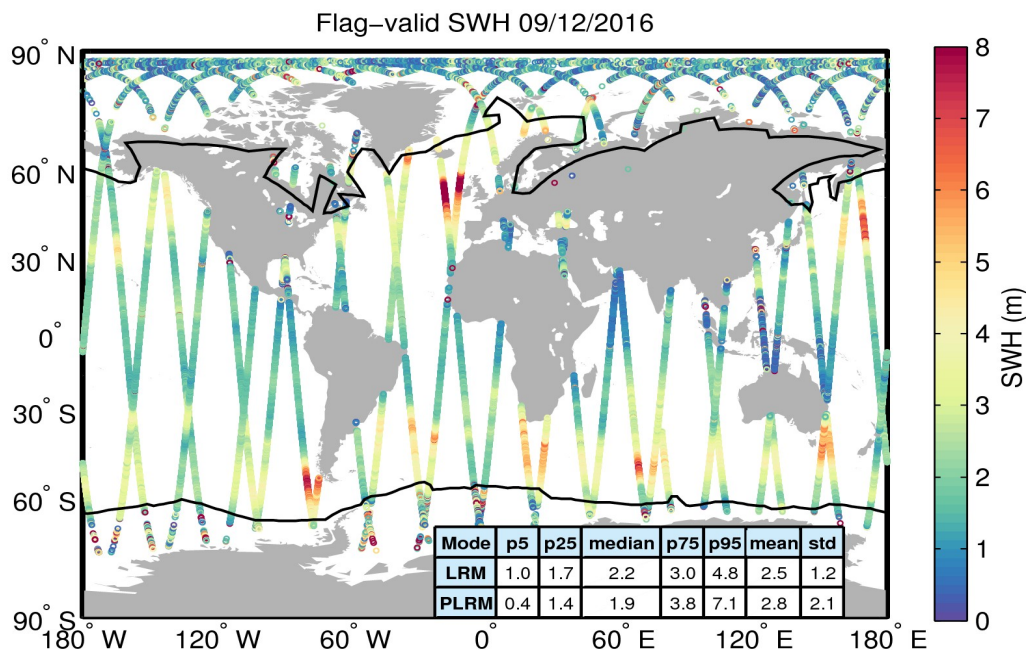 Flag−valid SWH 09/12/2016
90° N
60° N
30° N
0°
30° S
60° S
90° S
180° W
120° W
60° W
0°
60° E
120° E
180° E
8
7
6
5
4
3
2
1
0
SWH (m)
Mode p5 p25 median p75 p95 mean std
LRM 1.0 1.7 2.2 3.0 4.8 2.5 1.2
PLRM 0.4 1.4 1.9 3.8 7.1 2.8 2.1